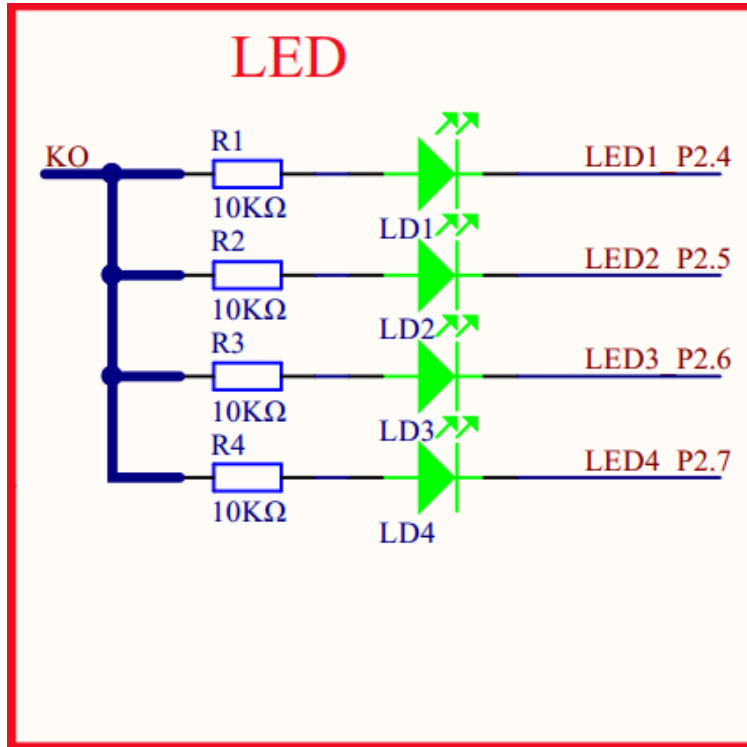 LED
KO
R1
LED1_P2.4
10KΩ
LD1
R2
LED2_P2.5
10KΩ
LD2
R3
LED3_P2.6
10KΩ
LD3
R4
LED4_P2.7
10KΩ
LD4